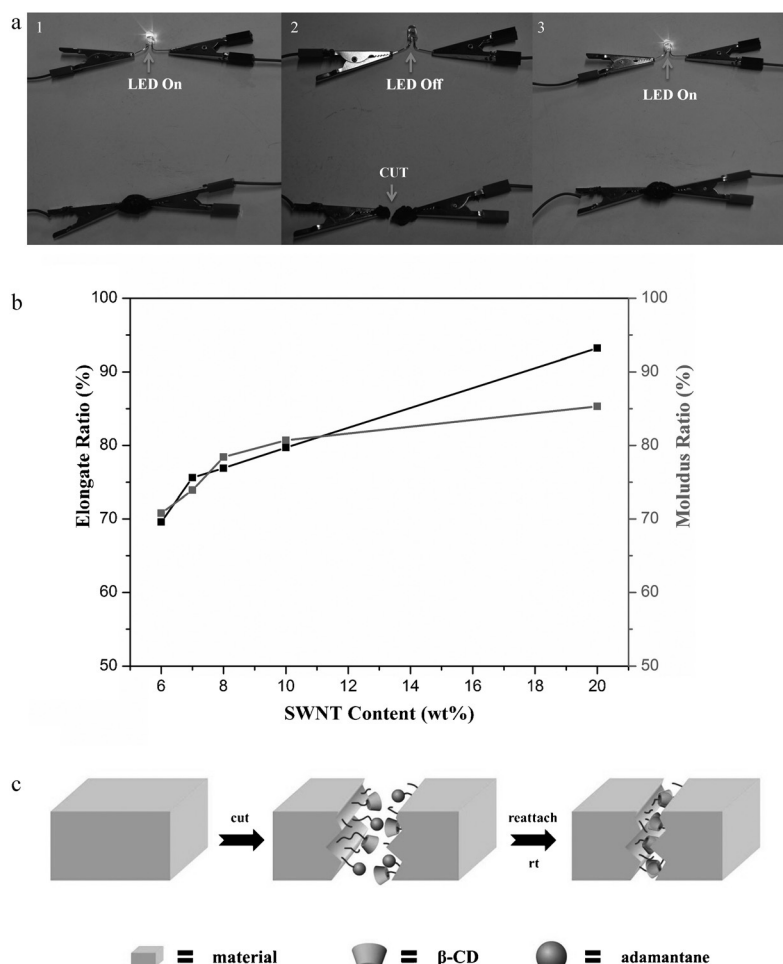 a
1
2
3
LED On
LED Off
LED On
CUT
b
100
90
80
70
60
50
Elongate Ratio (%)
100
90
80
70
60
50
Moludus Ratio (%)
6 8 10 12 14 16 18 20
SWNT Content (wt%)
c
cut
reattach
rt
= material
= β-CD
= adamantane